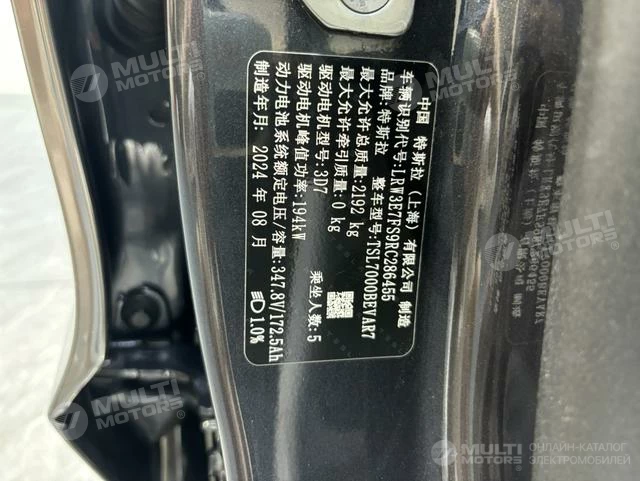 中国 特斯拉（上海）有限公司 制造
车辆识别代号:LRW3E7FS9RC286455
品牌:特斯拉 整车型号:TSL7000BEVAR7
最大允许总质量:2192 kg
最大允许牵引质量:0 kg
驱动电机型号:3D7 乘坐人数:5
驱动电机峰值功率:194kW
动力电池系统额定电压/容量:347.8V/172.5Ah
制造年月: 2024 年 08 月 1.0%
MULTI MOTORS®
MULTI MOTORS®
MULTI MOTORS®
MULTI MOTORS®
MULTI MOTORS
ОНЛАЙН-КАТАЛОГ
ЭЛЕКТРОМОБИЛЕЙ